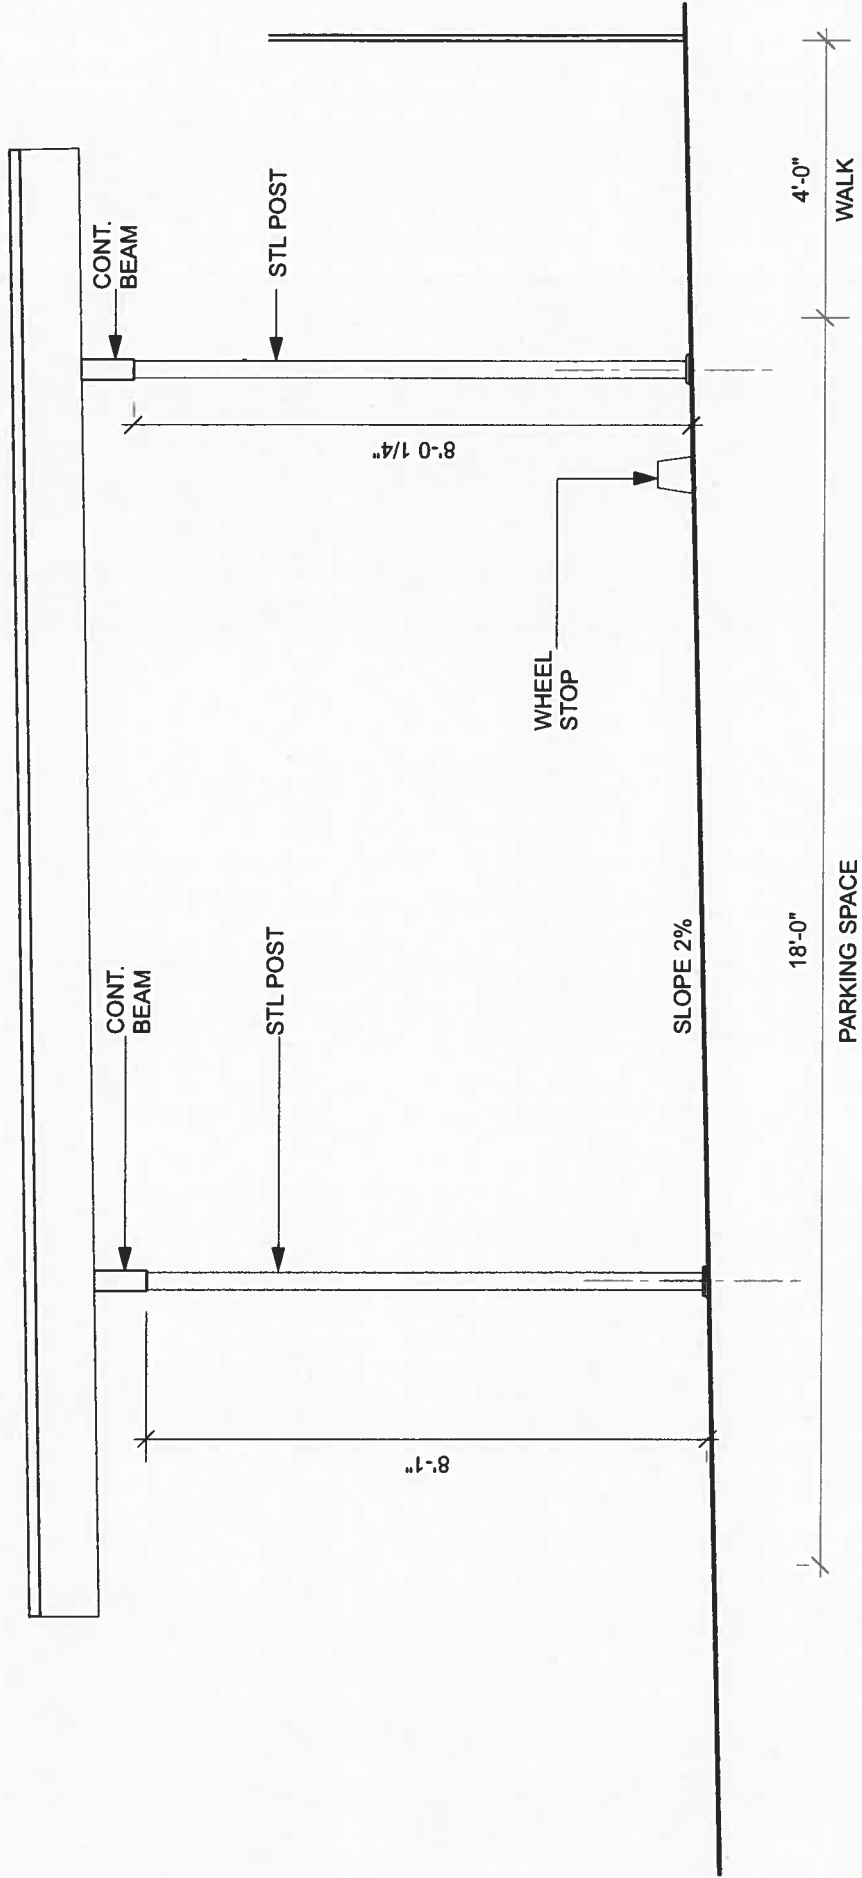 CONT.
BEAM
STL POST
8'-1"
CONT.
BEAM
STL POST
8'-0 1/4"
WHEEL
STOP
SLOPE 2%
18'-0"
PARKING SPACE
4'-0"
WALK